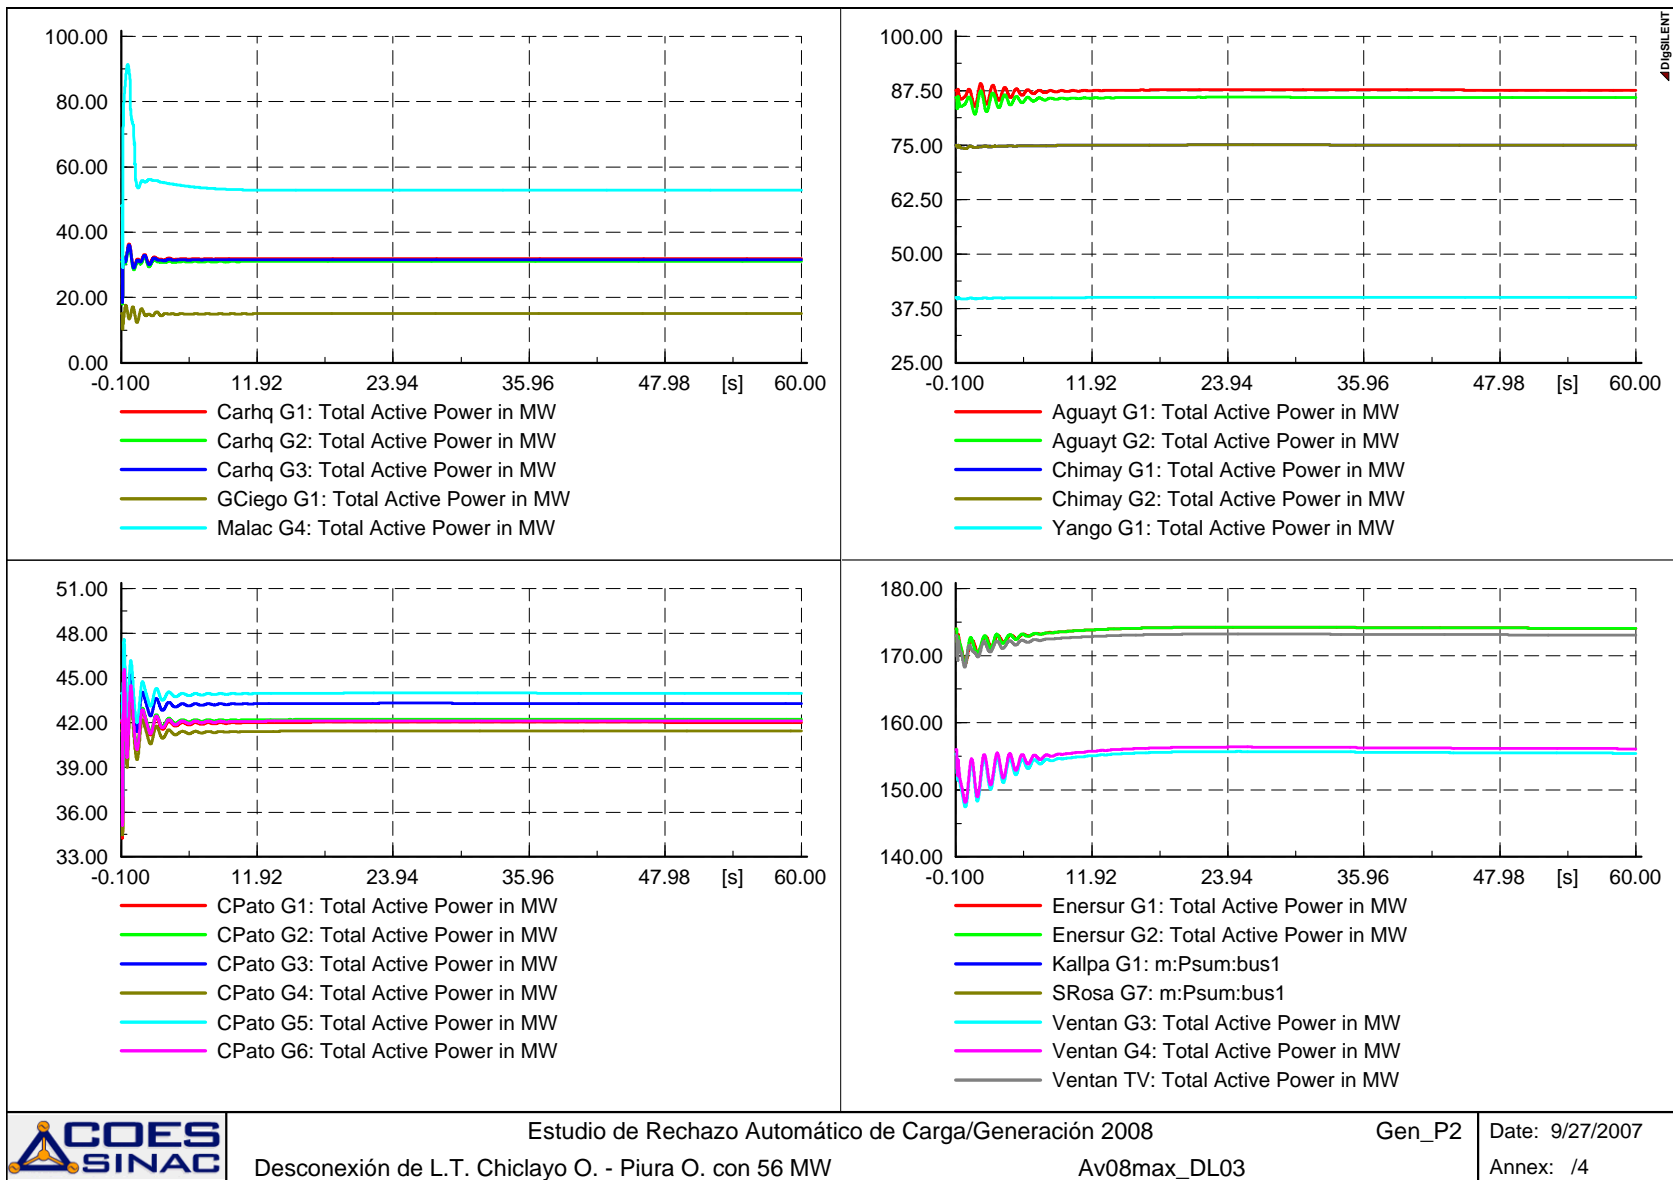 100.00
80.00
60.00
40.00
20.00
0.00
-0.100
11.92
23.94
35.96
47.98
[s]
60.00
Carhq G1: Total Active Power in MW
Carhq G2: Total Active Power in MW
Carhq G3: Total Active Power in MW
GCiego G1: Total Active Power in MW
Malac G4: Total Active Power in MW
DIgSILENT
100.00
87.50
75.00
62.50
50.00
37.50
25.00
-0.100
11.92
23.94
35.96
47.98
[s]
60.00
Aguayt G1: Total Active Power in MW
Aguayt G2: Total Active Power in MW
Chimay G1: Total Active Power in MW
Chimay G2: Total Active Power in MW
Yango G1: Total Active Power in MW
51.00
48.00
45.00
42.00
39.00
36.00
33.00
-0.100
11.92
23.94
35.96
47.98
[s]
60.00
CPato G1: Total Active Power in MW
CPato G2: Total Active Power in MW
CPato G3: Total Active Power in MW
CPato G4: Total Active Power in MW
CPato G5: Total Active Power in MW
CPato G6: Total Active Power in MW
180.00
170.00
160.00
150.00
140.00
-0.100
11.92
23.94
35.96
47.98
[s]
60.00
Enersur G1: Total Active Power in MW
Enersur G2: Total Active Power in MW
Kallpa G1: m:Psum:bus1
SRosa G7: m:Psum:bus1
Ventan G3: Total Active Power in MW
Ventan G4: Total Active Power in MW
Ventan TV: Total Active Power in MW
COES
SINAC
Estudio de Rechazo Automático de Carga/Generación 2008
Gen_P2
Desconexión de L.T. Chiclayo O. - Piura O. con 56 MW
Av08max_DL03
Date: 9/27/2007
Annex: /4